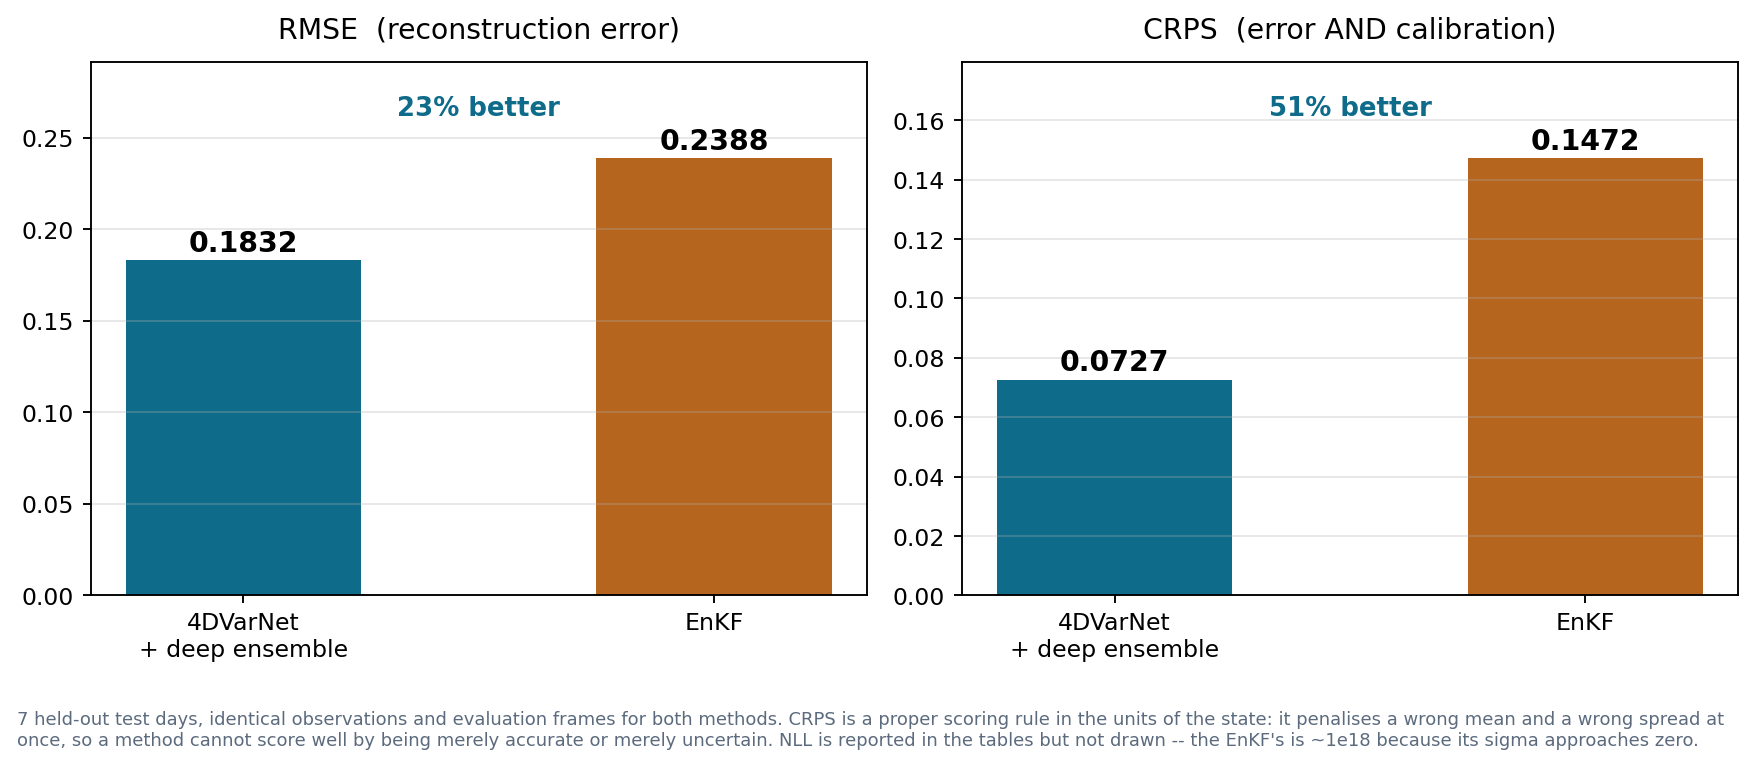 RMSE  (reconstruction error)
23% better
0.2388
0.1832
0.25
0.20
0.15
0.10
0.05
0.00
4DVarNet
+ deep ensemble
EnKF
CRPS  (error AND calibration)
51% better
0.1472
0.0727
0.16
0.14
0.12
0.10
0.08
0.06
0.04
0.02
0.00
4DVarNet
+ deep ensemble
EnKF
7 held-out test days, identical observations and evaluation frames for both methods. CRPS is a proper scoring rule in the units of the state: it penalises a wrong mean and a wrong spread at
once, so a method cannot score well by being merely accurate or merely uncertain. NLL is reported in the tables but not drawn -- the EnKF's is ~1e18 because its sigma approaches zero.